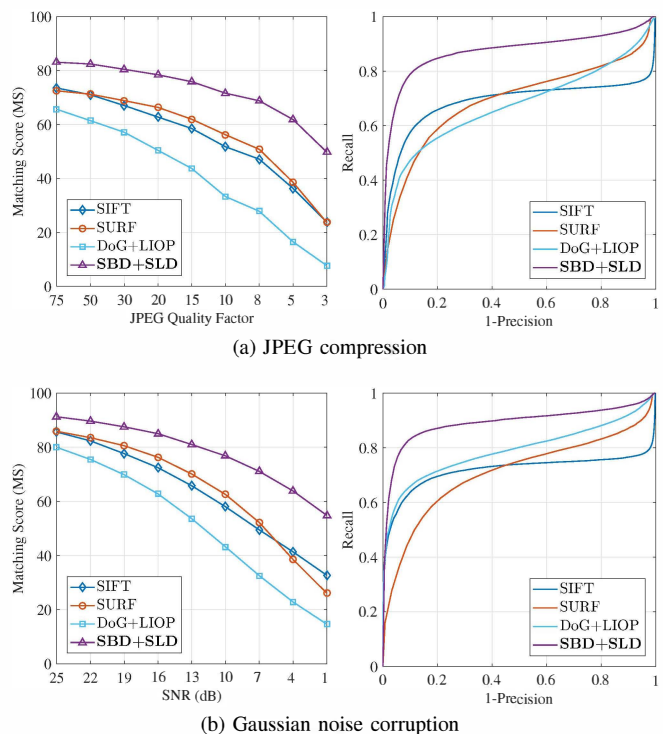 100
80
60
40
20
0
Matching Score (MS)
SIFT
SURF
DoG+LIOP
SBD+SLD
75 50 30 20 15 10 8 5 3
JPEG Quality Factor
1
0.8
0.6
0.4
0.2
0
Recall
SIFT
SURF
DoG+LIOP
SBD+SLD
0 0.2 0.4 0.6 0.8 1
1-Precision
(a) JPEG compression
100
80
60
40
20
0
Matching Score (MS)
SIFT
SURF
DoG+LIOP
SBD+SLD
25 22 19 16 13 10 7 4 1
SNR (dB)
1
0.8
0.6
0.4
0.2
0
Recall
SIFT
SURF
DoG+LIOP
SBD+SLD
0 0.2 0.4 0.6 0.8 1
1-Precision
(b) Gaussian noise corruption